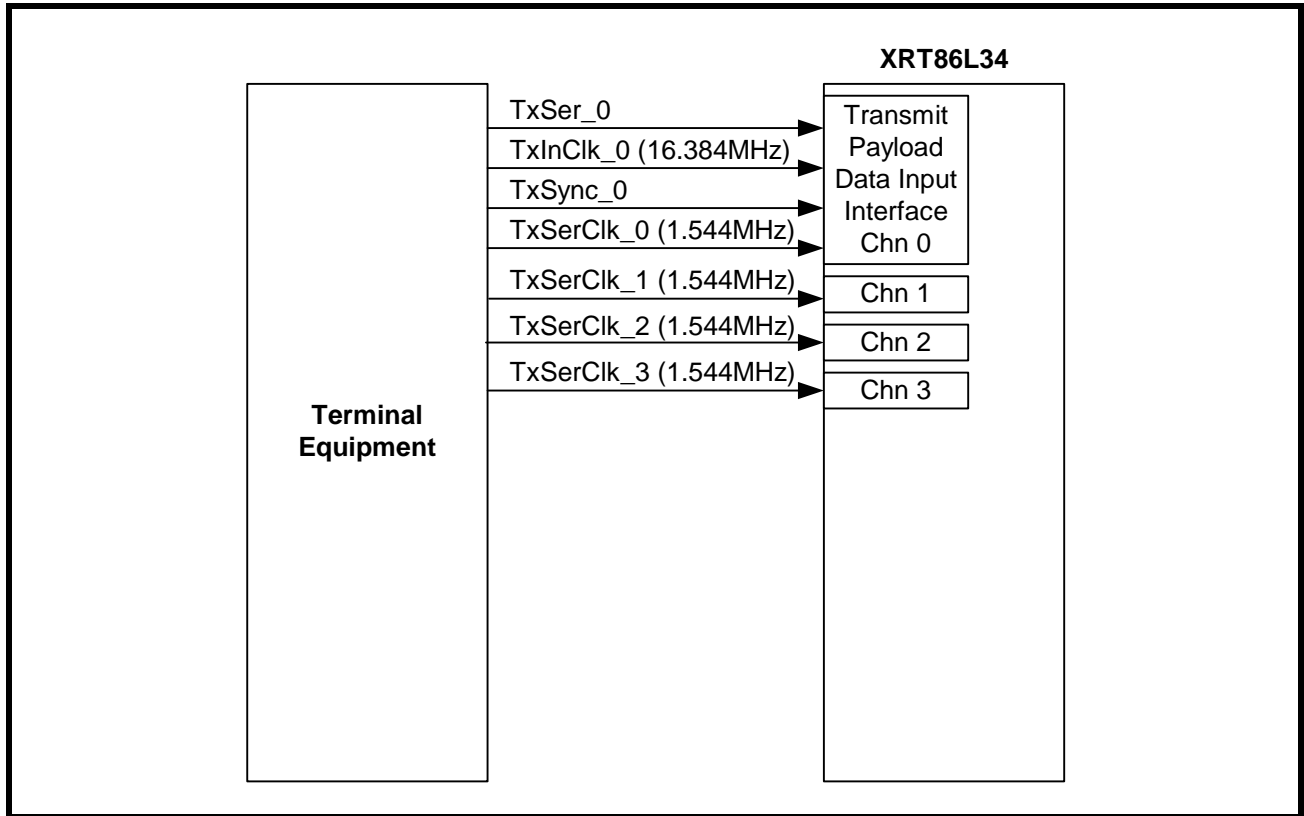 XRT86L34
TxSer_0
TxInClk_0 (16.384MHz)
TxSync_0
TxSerClk_0 (1.544MHz)
TxSerClk_1 (1.544MHz)
TxSerClk_2 (1.544MHz)
TxSerClk_3 (1.544MHz)
Transmit
Payload
Data Input
Interface
Chn 0
Chn 1
Chn 2
Chn 3
Terminal
Equipment